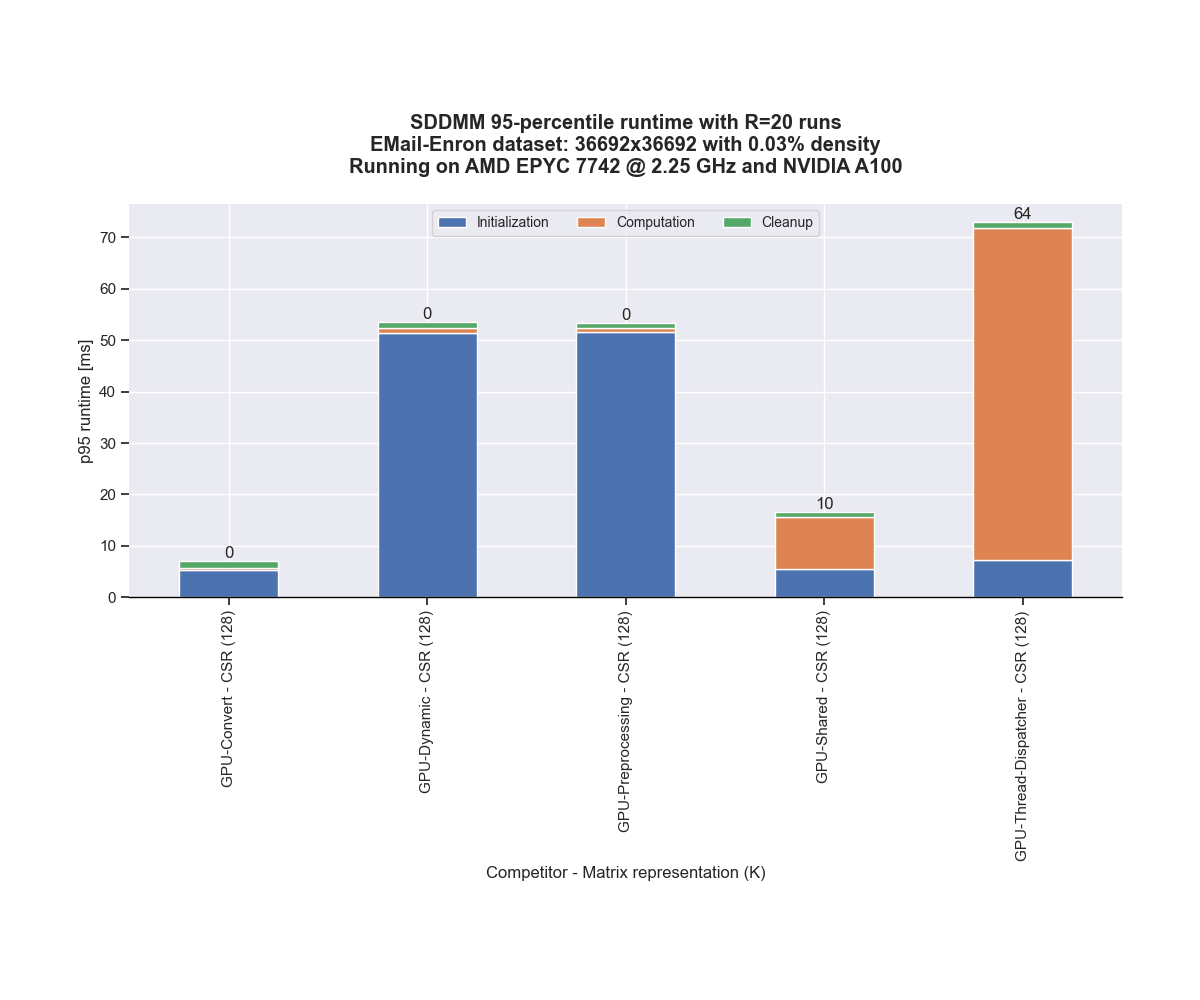 SDDMM 95-percentile runtime with R=20 runs
EMail-Enron dataset: 36692x36692 with 0.03% density
Running on AMD EPYC 7742 @ 2.25 GHz and NVIDIA A100
Initialization
Computation
Cleanup
p95 runtime [ms]
70
60
50
40
30
20
10
0
0
0
0
10
64
GPU-Convert - CSR (128)
GPU-Dynamic - CSR (128)
GPU-Preprocessing - CSR (128)
GPU-Shared - CSR (128)
GPU-Thread-Dispatcher - CSR (128)
Competitor - Matrix representation (K)